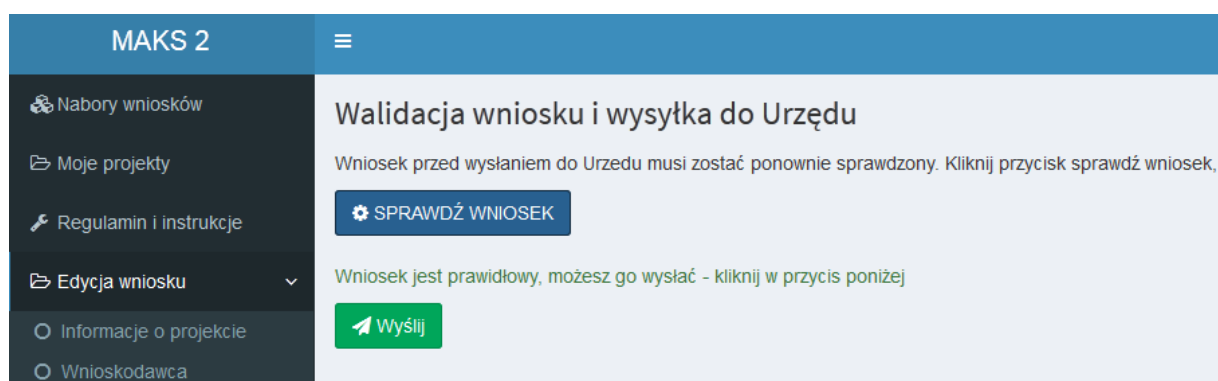 MAKS 2
Nabory wniosków
Moje projekty
Regulamin i instrukcje
Edycja wniosku
Informacje o projekcie
Wnioskodawca
Walidacja wniosku i wysyłka do Urzędu
Wniosek przed wysłaniem do Urzedu musi zostać ponownie sprawdzony. Kliknij przycisk sprawdź wniosek,
SPRAWDŹ WNIOSEK
Wniosek jest prawidłowy, możesz go wysłać - kliknij w przycis poniżej
Wyślij